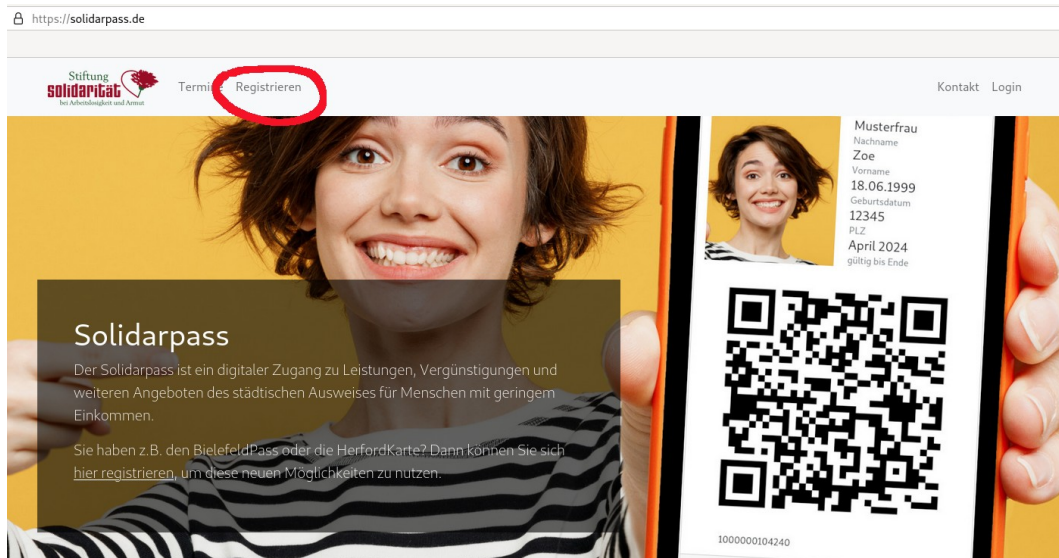 https://solidarpass.de
Stiftung
solidarität
bei Arbeitslosigkeit und Armut
Termine Registrieren
Kontakt Login
Musterfrau
Nachname
Zoe
Vorname
18.06.1999
Geburtsdatum
12345
PLZ
April 2024
gültig bis Ende
Solidarpass
Der Solidarpass ist ein digitaler Zugang zu Leistungen, Vergünstigungen und
weiteren Angeboten des städtischen Ausweises für Menschen mit geringem
Einkommen.
Sie haben z.B. den BielefeldPass oder die HerfordKarte? Dann können Sie sich
hier registrieren, um diese neuen Möglichkeiten zu nutzen.
1000000104240